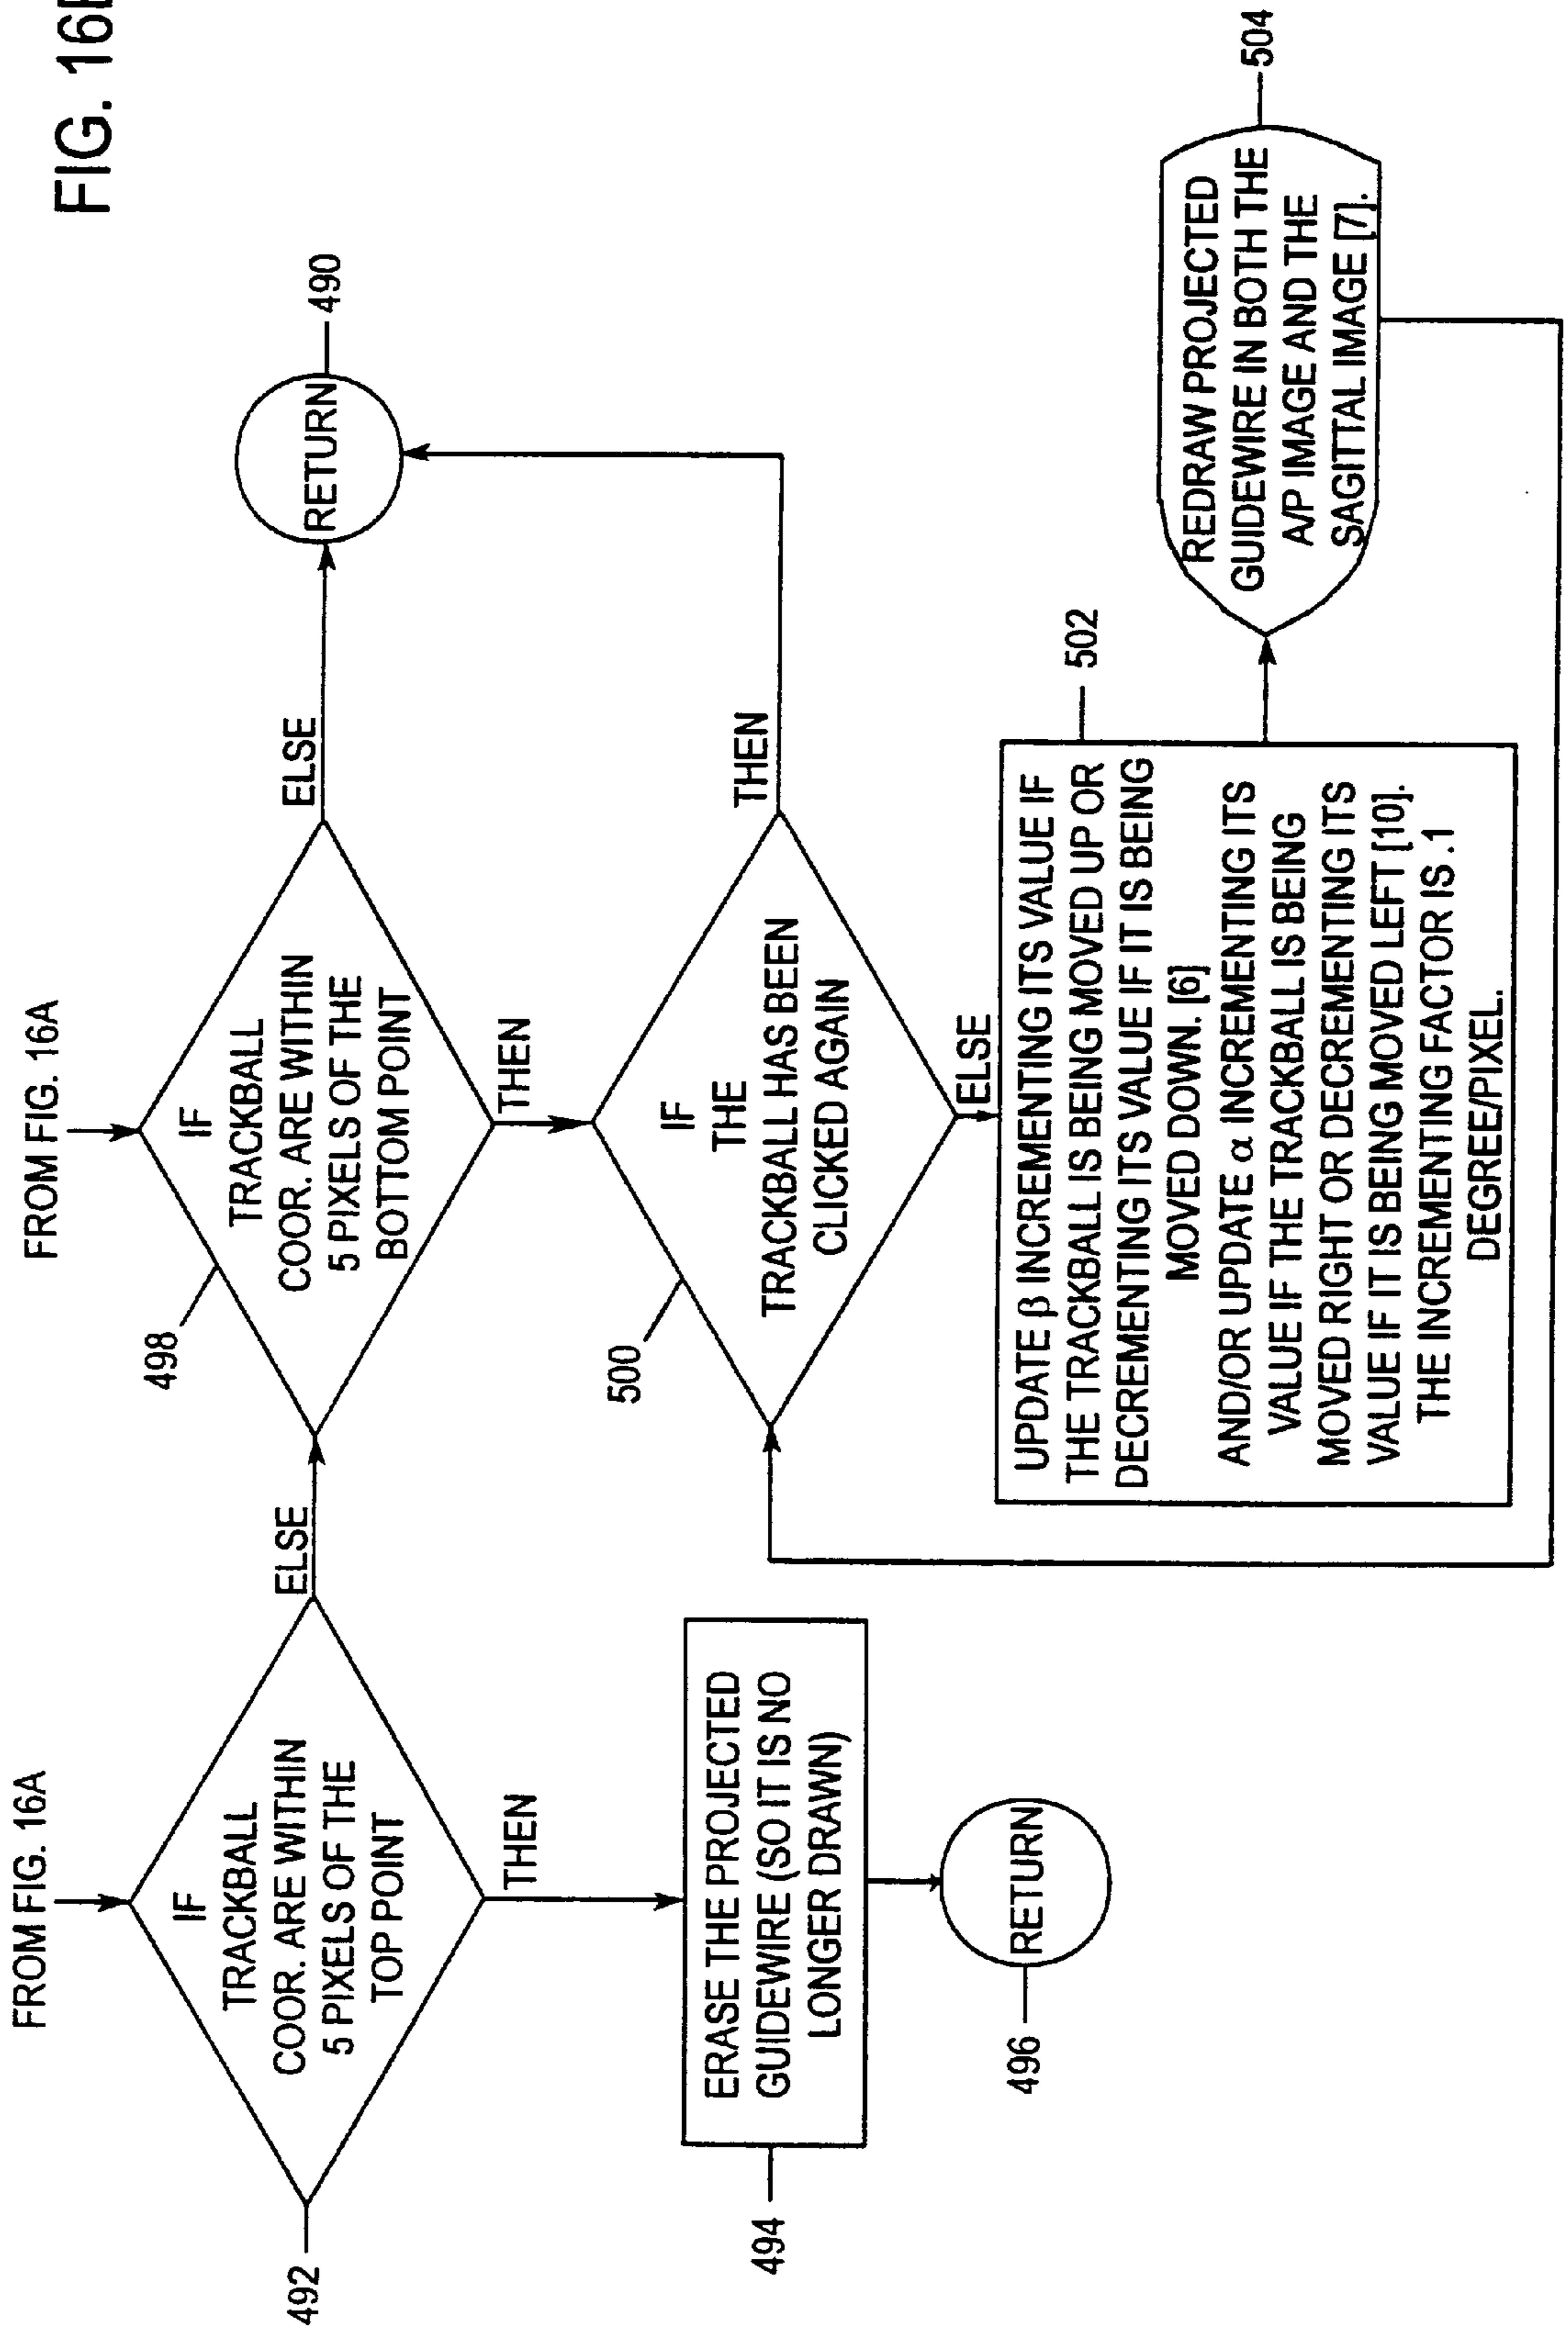 FIG. 16
FROM FIG. 16A
IF
TRACKBALL
COOR. ARE WITHIN
5 PIXELS OF THE
TOP POINT
492
ELSE
THEN
ERASE THE PROJECTED
GUIDEWIRE (SO IT IS NO
LONGER DRAWN)
494
RETURN
496
FROM FIG. 16A
IF
TRACKBALL
COOR. ARE WITHIN
5 PIXELS OF THE
BOTTOM POINT
498
ELSE
RETURN
490
THEN
IF
THE
TRACKBALL HAS BEEN
CLICKED AGAIN
500
THEN
ELSE
UPDATE β INCREMENTING ITS VALUE IF
THE TRACKBALL IS BEING MOVED UP OR
DECREMENTING ITS VALUE IF IT IS BEING
MOVED DOWN. [6]
AND/OR UPDATE α INCREMENTING ITS
VALUE IF THE TRACKBALL IS BEING
MOVED RIGHT OR DECREMENTING ITS
VALUE IF IT IS BEING MOVED LEFT [10].
THE INCREMENTING FACTOR IS .1
DEGREE/PIXEL.
502
REDRAW PROJECTED
GUIDEWIRE IN BOTH THE
A/P IMAGE AND THE
SAGITTAL IMAGE [7].
504